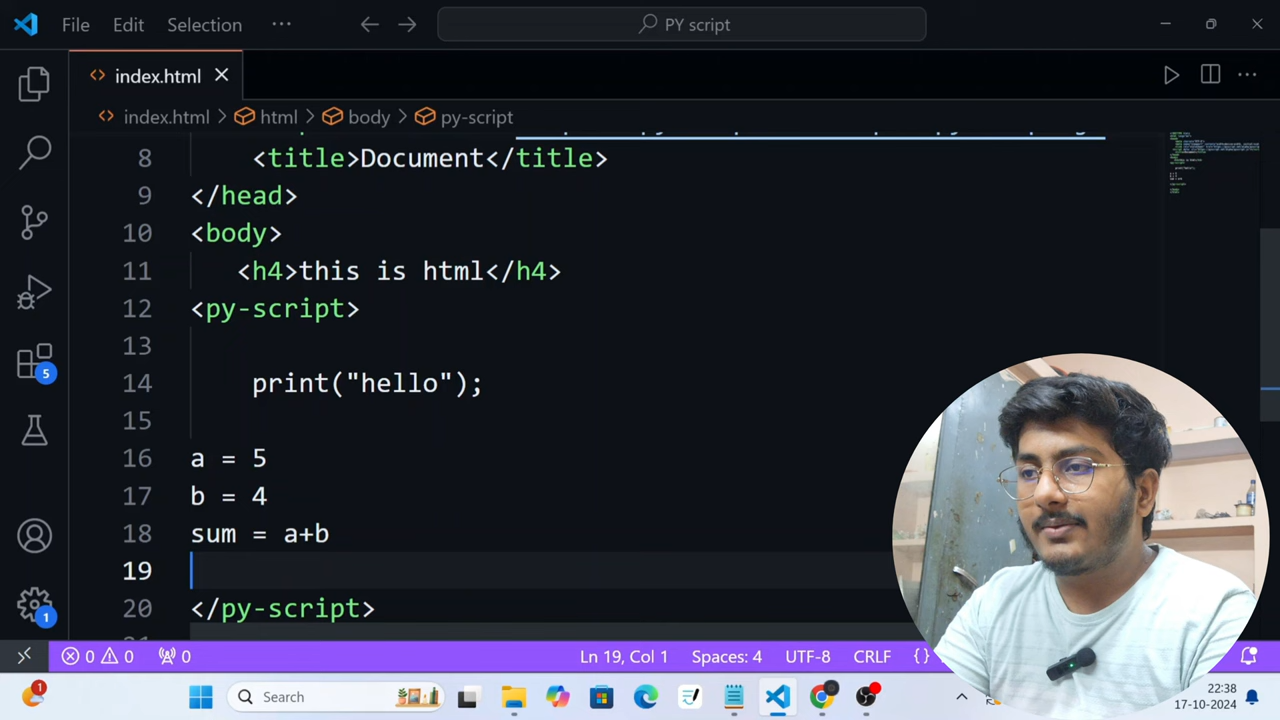 File Edit Selection ··· PY script
index.html
index.html > html > body > py-script
8 <title>Document</title>
9 </head>
10 <body>
11 <h4>this is html</h4>
12 <py-script>
13
14 print("hello");
15
16 a = 5
17 b = 4
18 sum = a+b
19
20 </py-script>
5
1
0 0 0 Ln 19, Col 1 Spaces: 4 UTF-8 CRLF {}
1 Search 22:38
17-10-2024